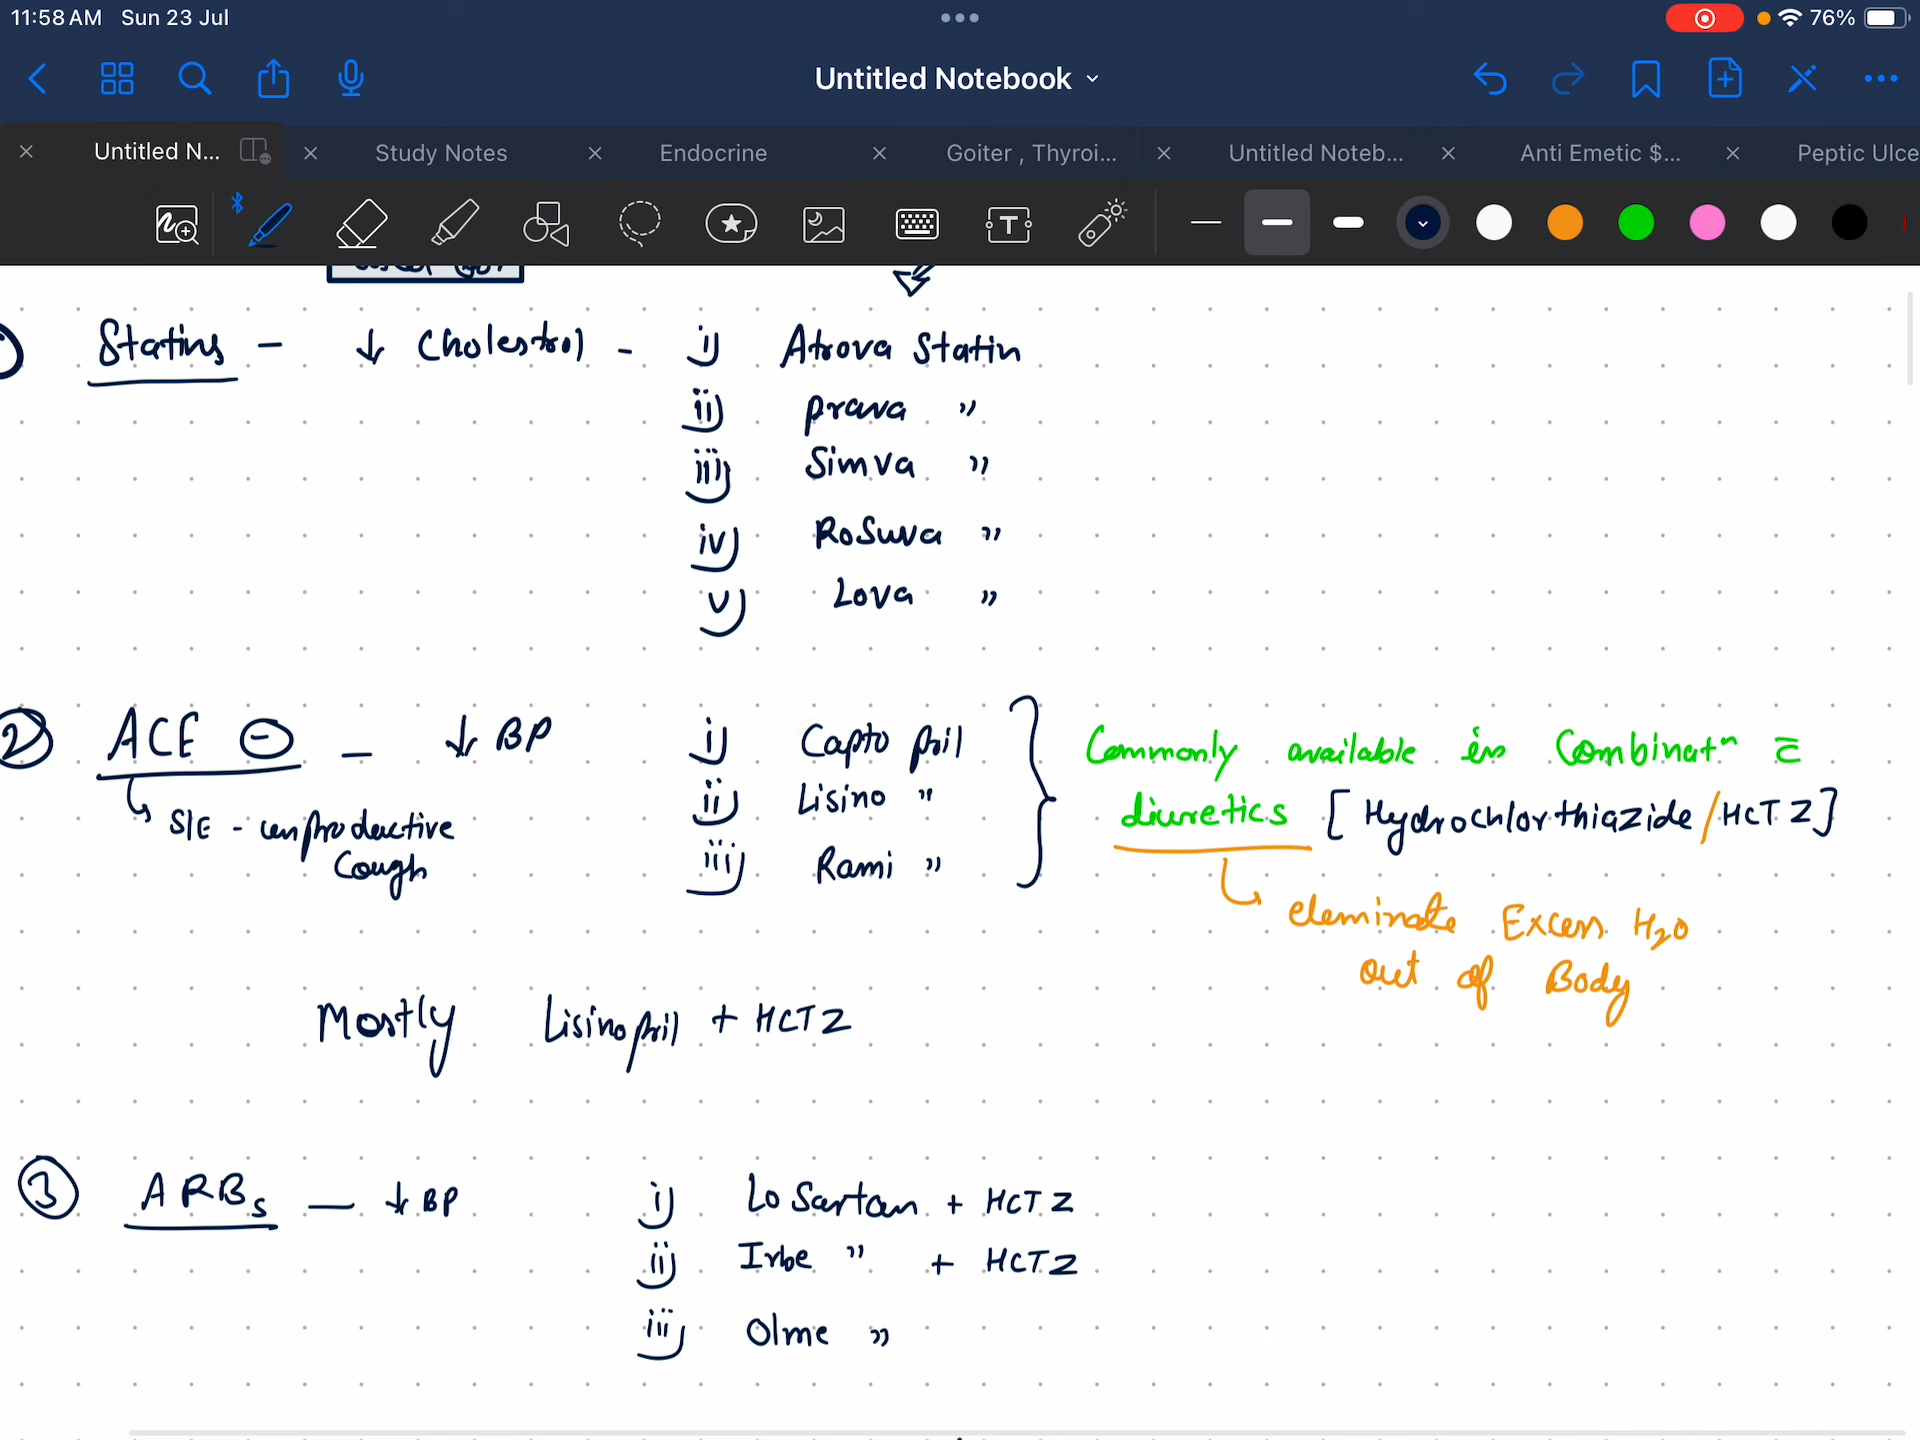 11:58 AM Sun 23 Jul
76%
Untitled Notebook
Untitled N...
Study Notes
Endocrine
Goiter , Thyroi...
Untitled Noteb...
Anti Emetic $...
Peptic Ulce
Statins - ↓ Cholestrol - i) Atrova Statin
ii) Prava "
iii) Simva "
iv) RoSuva "
v) Lova "
2) ACE ⊖ - ↓ BP i) Capto pril
ii) Lisino "
iii) Rami "
↳ S/E - unproductive
Cough
Commonly available in Combinatⁿ c̄
diuretics [Hydrochlorthiazide/HCTZ]
↳ eleminate Excess H₂O
out of Body
Mostly Lisinopril + HCTZ
3 ARBs - ↓ BP i) Lo Sartan + HCTZ
ii) Irbe " + HCTZ
iii) Olme "